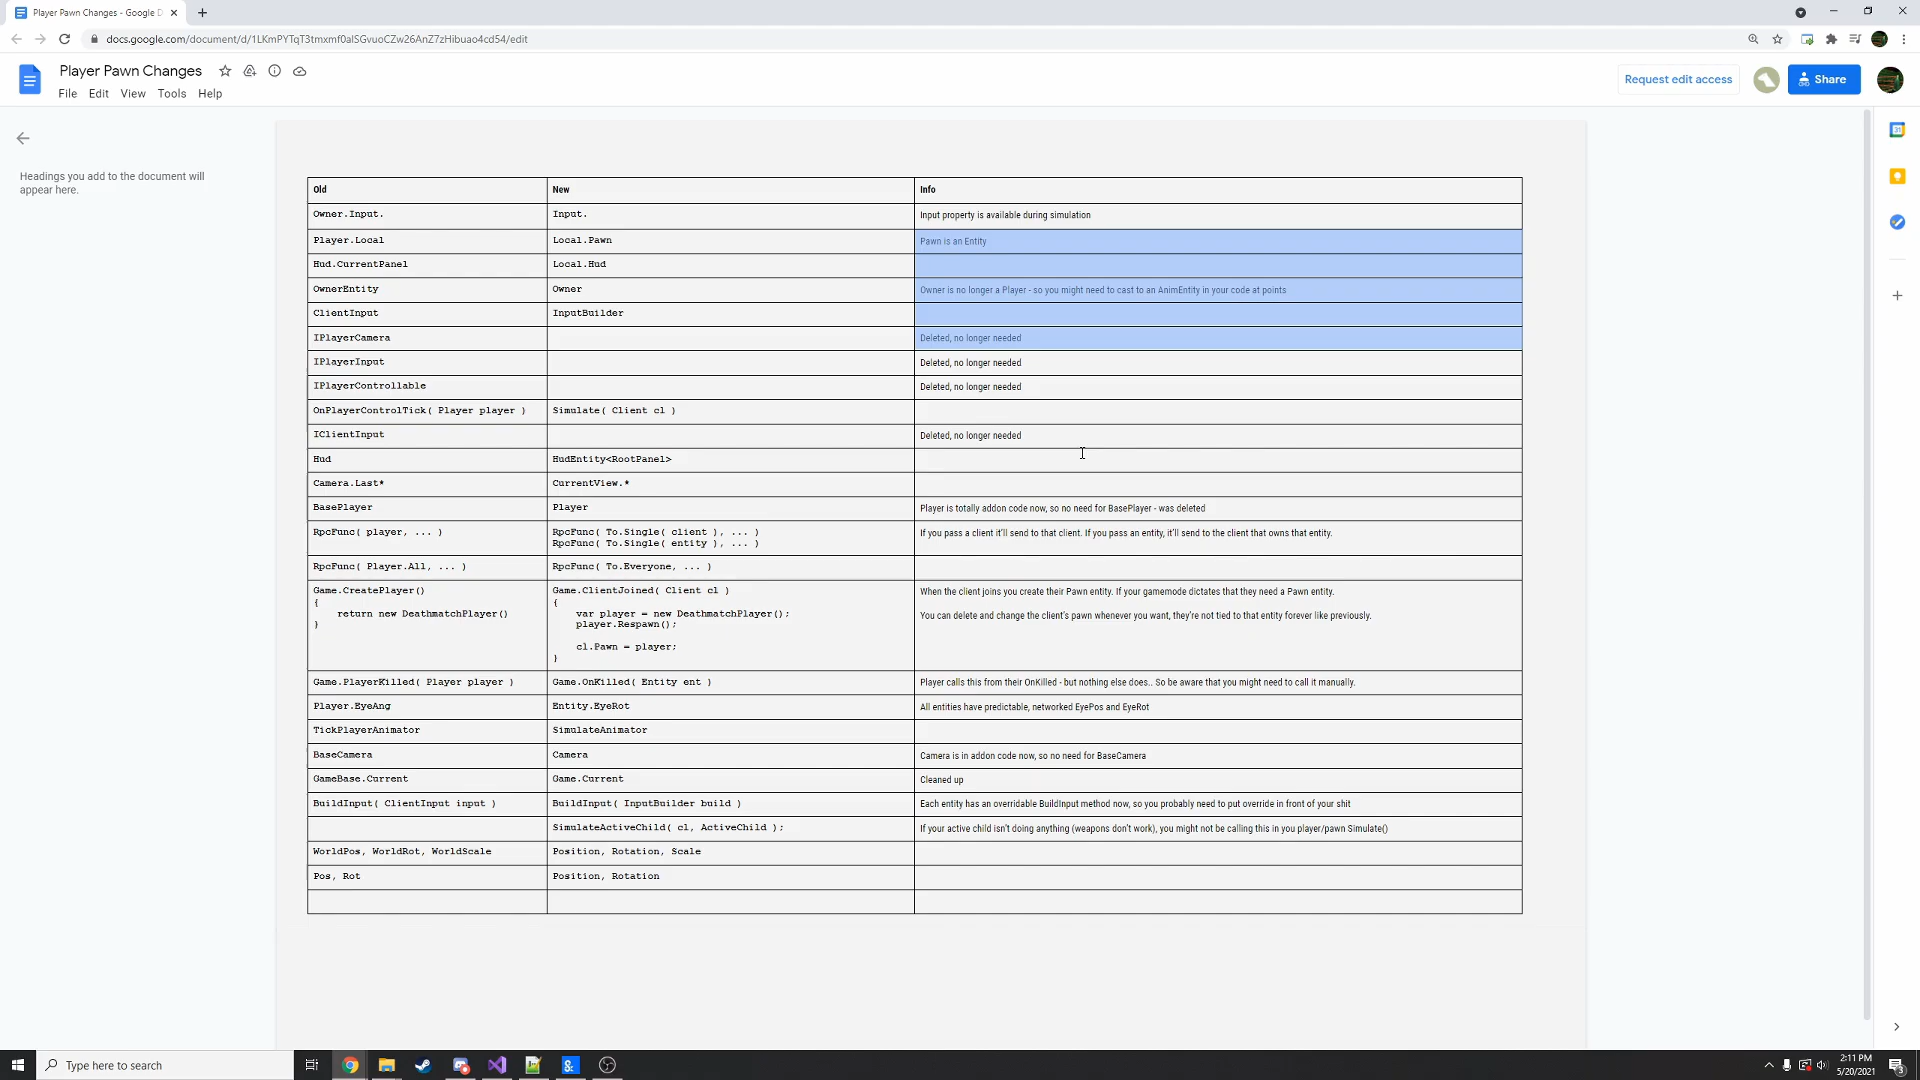 Player Pawn Changes - Google D
docs.google.com/document/d/1LKmPYTqT3tmxmf0alSGvuoCZw26AnZ7zHibuao4cd54/edit
Player Pawn Changes
Request edit access
Share
File Edit View Tools Help
31
Headings you add to the document will
appear here.
Old New Info
Owner.Input. Input. Input property is available during simulation
Player.Local Local.Pawn Pawn is an Entity
Hud.CurrentPanel Local.Hud
OwnerEntity Owner Owner is no longer a Player - so you might need to cast to an AnimEntity in your code at points
ClientInput InputBuilder
IPlayerCamera Deleted, no longer needed
IPlayerInput Deleted, no longer needed
IPlayerControllable Deleted, no longer needed
OnPlayerControlTick( Player player ) Simulate( Client cl )
IClientInput Deleted, no longer needed
Hud HudEntity<RootPanel>
Camera.Last* CurrentView.*
BasePlayer Player Player is totally addon code now, so no need for BasePlayer - was deleted
RpcFunc( player, ... ) RpcFunc( To.Single( client ), ... ) If you pass a client it'll send to that client. If you pass an entity, it'll send to the client that owns that entity.
RpcFunc( To.Single( entity ), ... )
RpcFunc( Player.All, ... ) RpcFunc( To.Everyone, ... )
Game.CreatePlayer() Game.ClientJoined( Client cl ) When the client joins you create their Pawn entity. If your gamemode dictates that they need a Pawn entity.
{ {
return new DeathmatchPlayer() var player = new DeathmatchPlayer(); You can delete and change the client's pawn whenever you want, they're not tied to that entity forever like previously.
} player.Respawn();
cl.Pawn = player;
}
Game.PlayerKilled( Player player ) Game.OnKilled( Entity ent ) Player calls this from their OnKilled - but nothing else does.. So be aware that you might need to call it manually.
Player.EyeAng Entity.EyeRot All entities have predictable, networked EyePos and EyeRot
TickPlayerAnimator SimulateAnimator
BaseCamera Camera Camera is in addon code now, so no need for BaseCamera
GameBase.Current Game.Current Cleaned up
BuildInput( ClientInput input ) BuildInput( InputBuilder build ) Each entity has an overridable BuildInput method now, so you probably need to put override in front of your shit
SimulateActiveChild( cl, ActiveChild ); If your active child isn't doing anything (weapons don't work), you might not be calling this in you player/pawn Simulate()
WorldPos, WorldRot, WorldScale Position, Rotation, Scale
Pos, Rot Position, Rotation
Type here to search
&
2:11 PM
5/20/2021
3